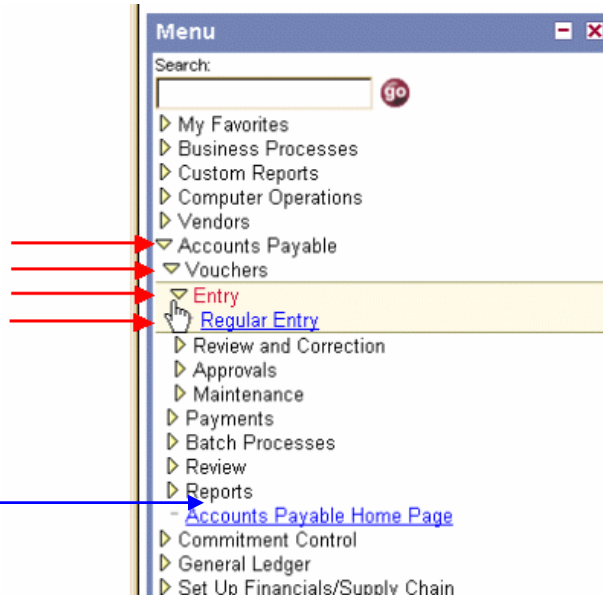 Menu
Search:
go
My Favorites
Business Processes
Custom Reports
Computer Operations
Vendors
Accounts Payable
Vouchers
Entry
Regular Entry
Review and Correction
Approvals
Maintenance
Payments
Batch Processes
Review
Reports
Accounts Payable Home Page
Commitment Control
General Ledger
Set Up Financials/Supply Chain